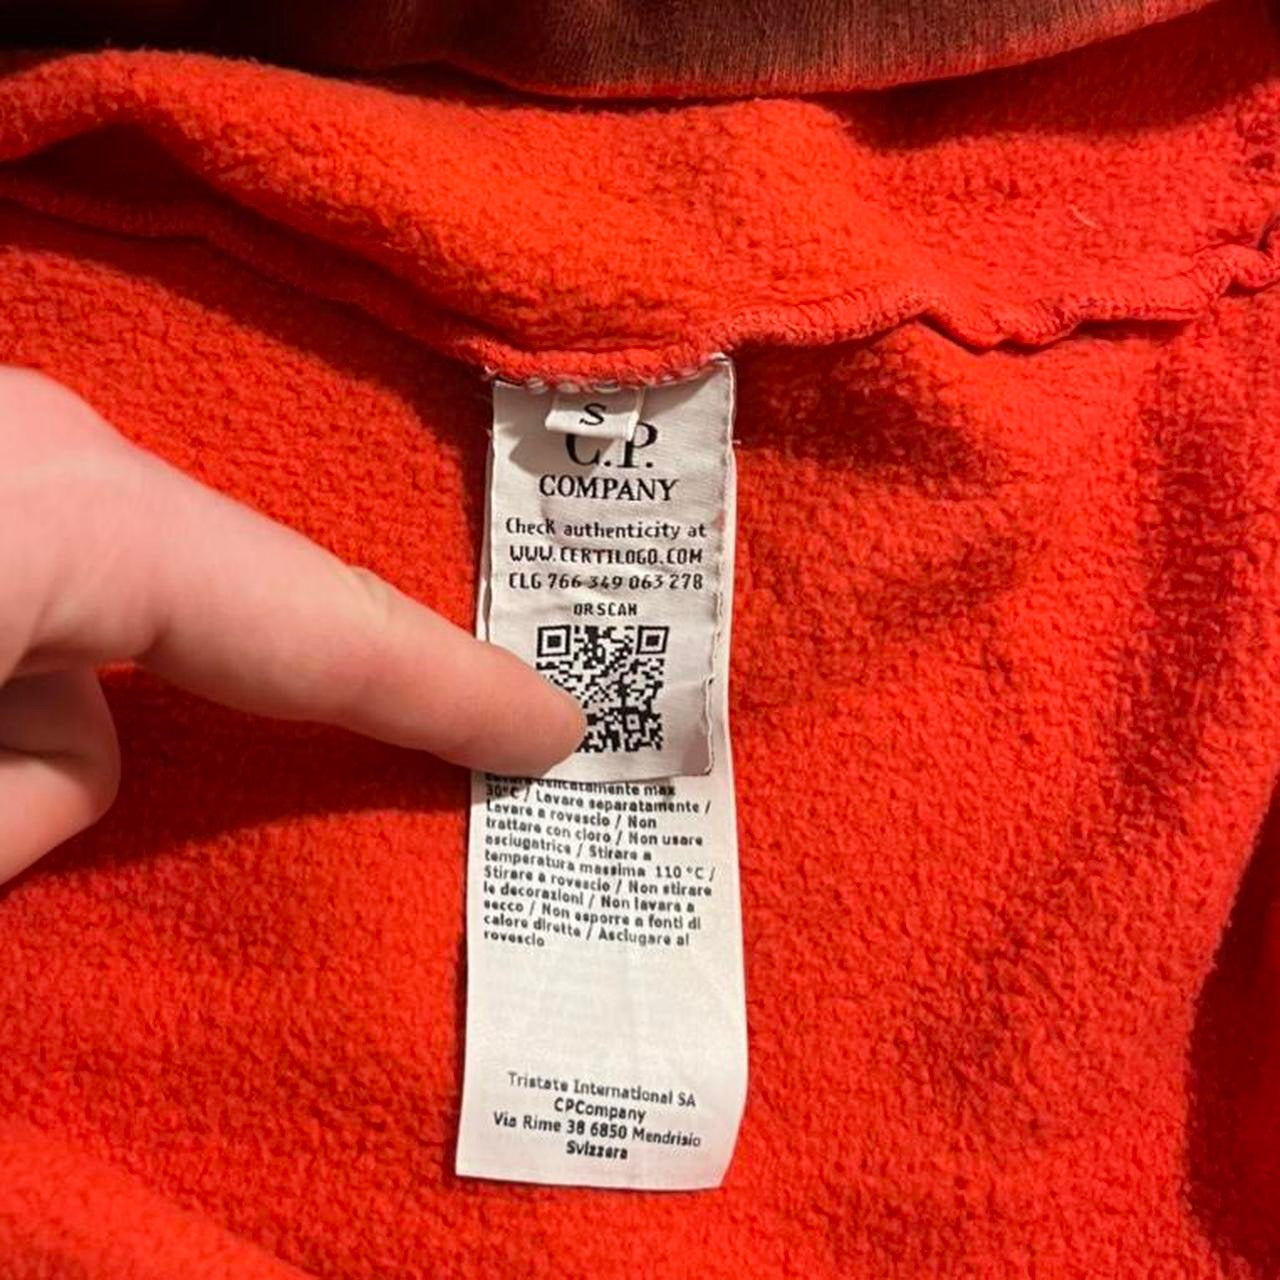 S
C.P.
COMPANY
Check authenticity at
WWW.CERTILOGO.COM
CLG 766 349 063 278
OR SCAN
delicatamente max
30°C / Lavare separatamente /
Lavare a rovescio / Non
trattare con cloro / Non usare
asciugatrice / Stirare a
temperatura massima 110 °C /
Stirare a rovescio / Non stirare
le decorazioni / Non lavare a
secco / Non esporre a fonti di
calore dirette / Asciugare al
rovescio
Tristate International SA
CPCompany
Via Rime 38 6850 Mendrisio
Svizzera